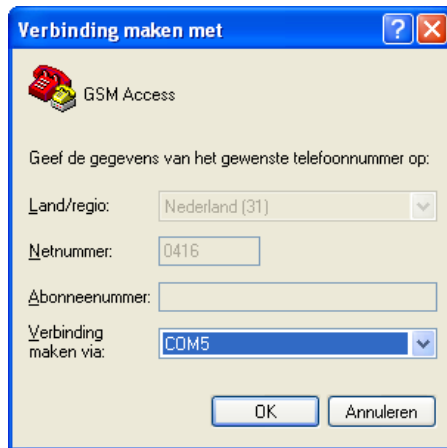 Verbinding maken met
GSM Access
Geef de gegevens van het gewenste telefoonnummer op:
Land/regio: Nederland (31)
Netnummer: 0416
Abonneenummer:
Verbinding maken via: COM5
OK Annuleren